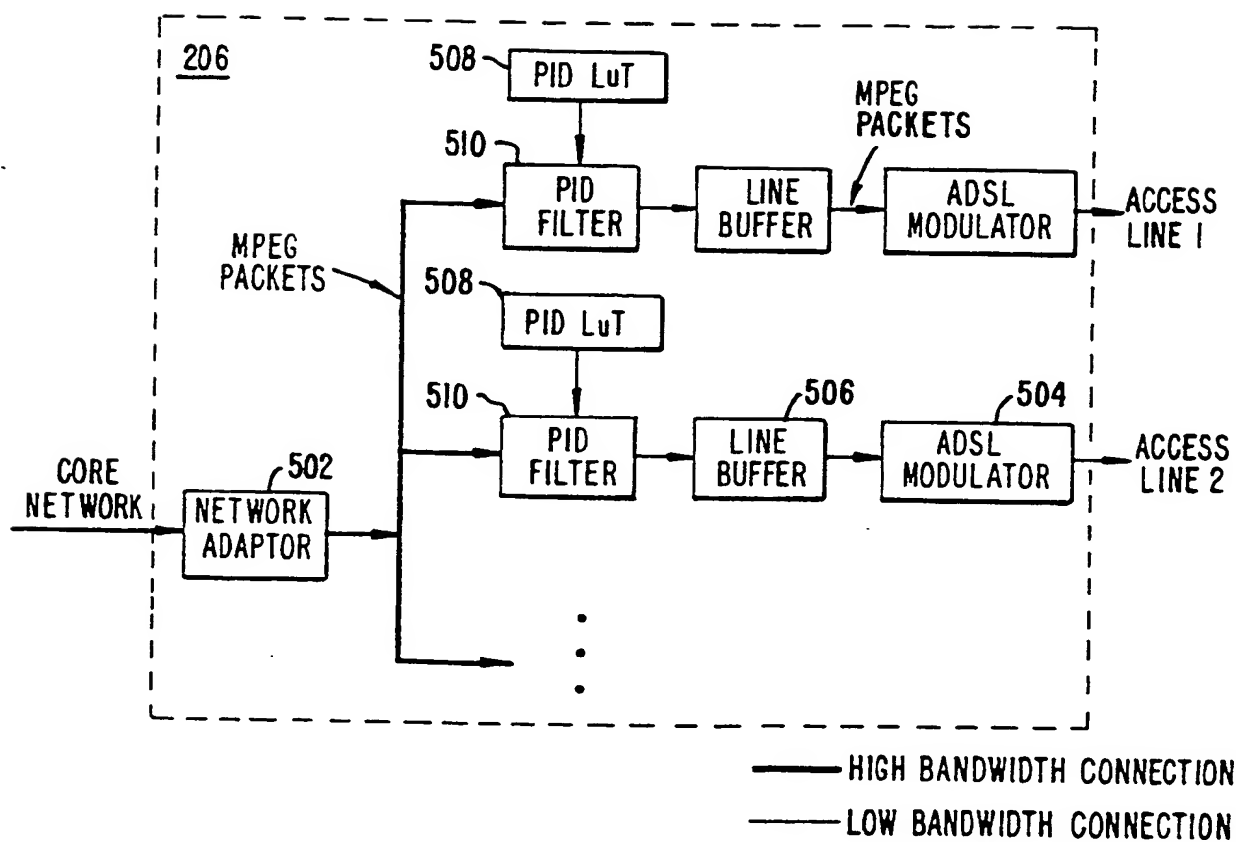 206
508
PID LuT
510
PID
FILTER
LINE
BUFFER
MPEG
PACKETS
ADSL
MODULATOR
ACCESS
LINE 1
MPEG
PACKETS
508
PID LuT
510
PID
FILTER
506
LINE
BUFFER
504
ADSL
MODULATOR
ACCESS
LINE 2
CORE
NETWORK
502
NETWORK
ADAPTOR
HIGH BANDWIDTH CONNECTION
LOW BANDWIDTH CONNECTION